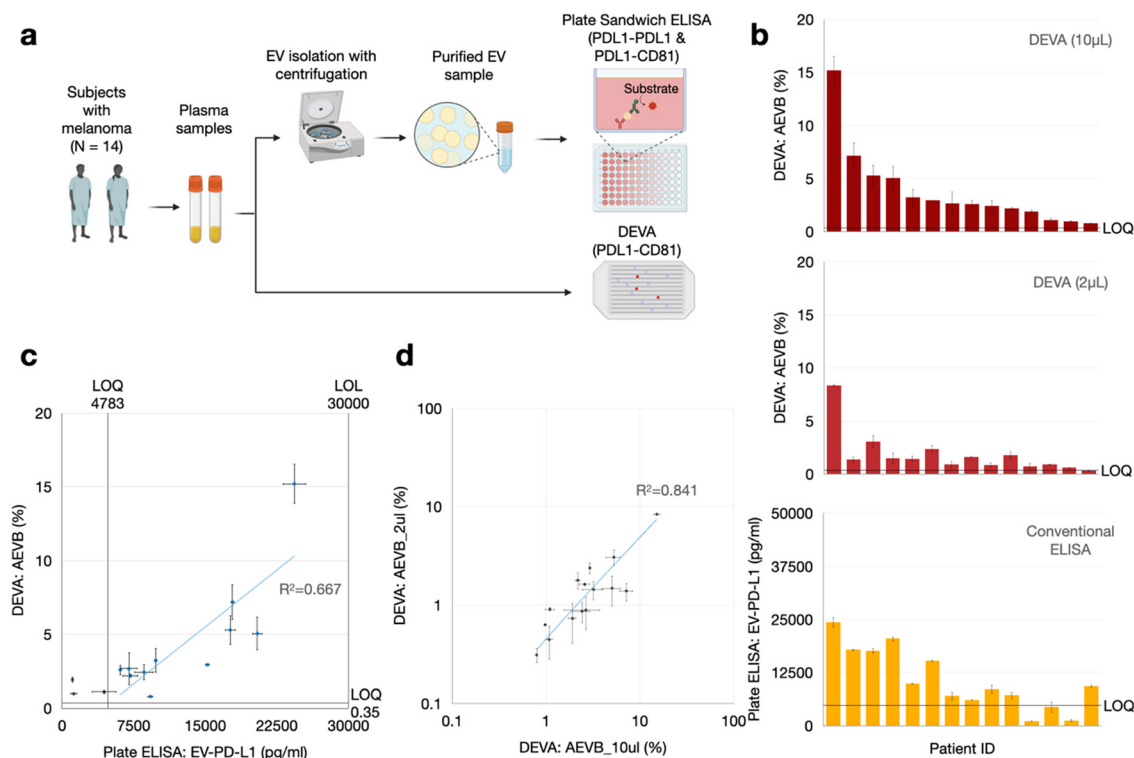 a
Subjects
with
melanoma
(N = 14)
Plasma
samples
EV isolation with
centrifugation
Purified EV
sample
Plate Sandwich ELISA
(PDL1-PDL1 &
PDL1-CD81)
Substrate
DEVA
(PDL1-CD81)
b
DEVA (10µL)
DEVA: AEVB (%)
20
15
10
5
0
LOQ
DEVA (2µL)
DEVA: AEVB (%)
20
15
10
5
0
LOQ
Conventional
ELISA
Plate ELISA: EV-PD-L1 (pg/ml)
50000
37500
25000
12500
0
LOQ
Patient ID
c
LOQ
4783
LOL
30000
DEVA: AEVB (%)
20
15
10
5
0
R²=0.667
LOQ
0.35
0
7500
15000
22500
30000
Plate ELISA: EV-PD-L1 (pg/ml)
d
DEVA: AEVB_2ul (%)
100
10
1
0.1
R²=0.841
0.1
1
10
100
DEVA: AEVB_10ul (%)